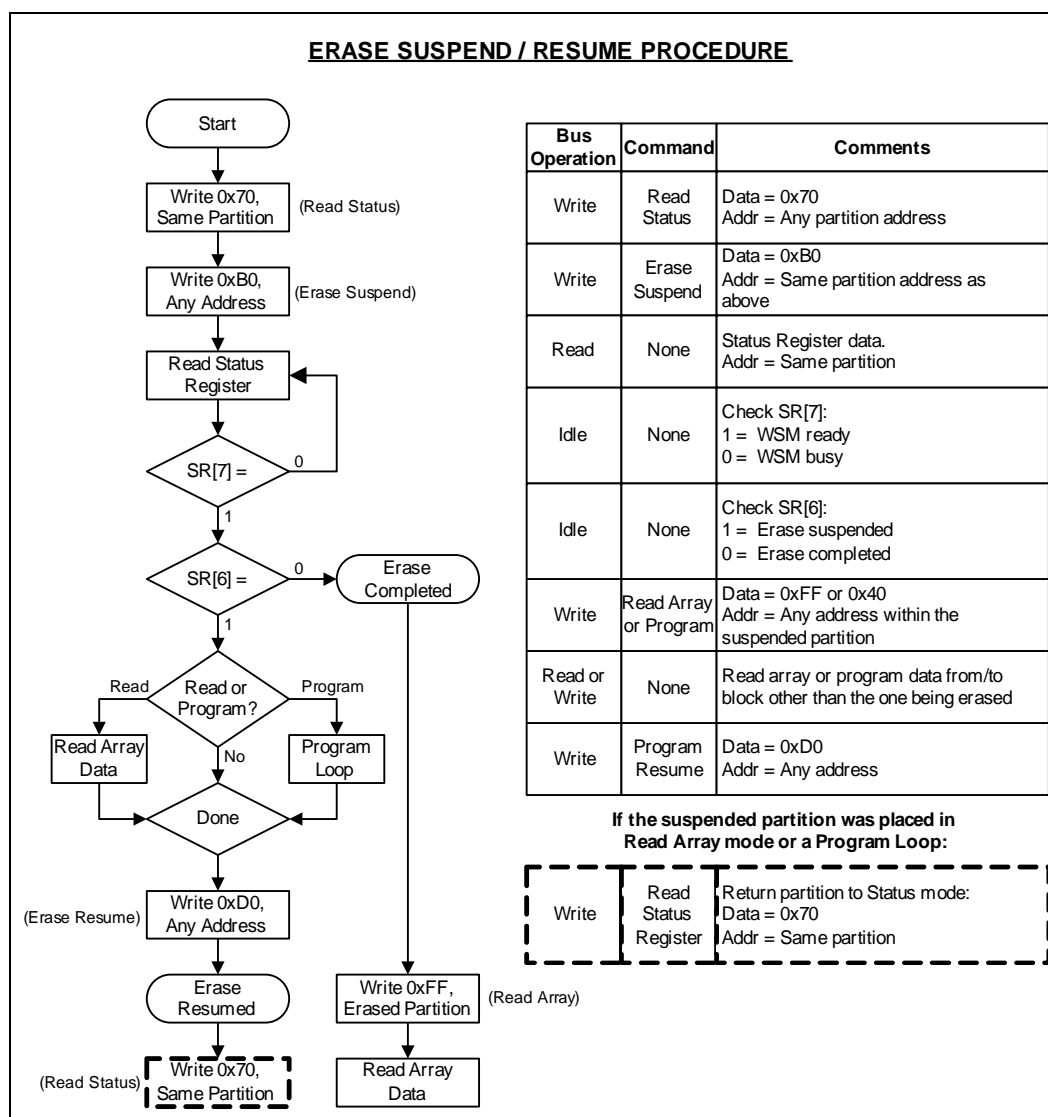 ERASE SUSPEND / RESUME PROCEDURE
Start
Write 0x70,
Same Partition
(Read Status)
Write 0xB0,
Any Address
(Erase Suspend)
Read Status
Register
SR[7] =
0
1
SR[6] =
0
Erase
Completed
1
Read
Read or
Program?
Program
Read Array
Data
No
Program
Loop
Done
(Erase Resume)
Write 0xD0,
Any Address
Erase
Resumed
Write 0xFF,
Erased Partition
(Read Array)
(Read Status)
Write 0x70,
Same Partition
Read Array
Data
Bus
Operation
Command
Comments
Write
Read
Status
Data = 0x70
Addr = Any partition address
Write
Erase
Suspend
Data = 0xB0
Addr = Same partition address as
above
Read
None
Status Register data.
Addr = Same partition
Idle
None
Check SR[7]:
1 = WSM ready
0 = WSM busy
Idle
None
Check SR[6]:
1 = Erase suspended
0 = Erase completed
Write
Read Array
or Program
Data = 0xFF or 0x40
Addr = Any address within the
suspended partition
Read or
Write
None
Read array or program data from/to
block other than the one being erased
Write
Program
Resume
Data = 0xD0
Addr = Any address
If the suspended partition was placed in
Read Array mode or a Program Loop:
Write
Read
Status
Register
Return partition to Status mode:
Data = 0x70
Addr = Same partition